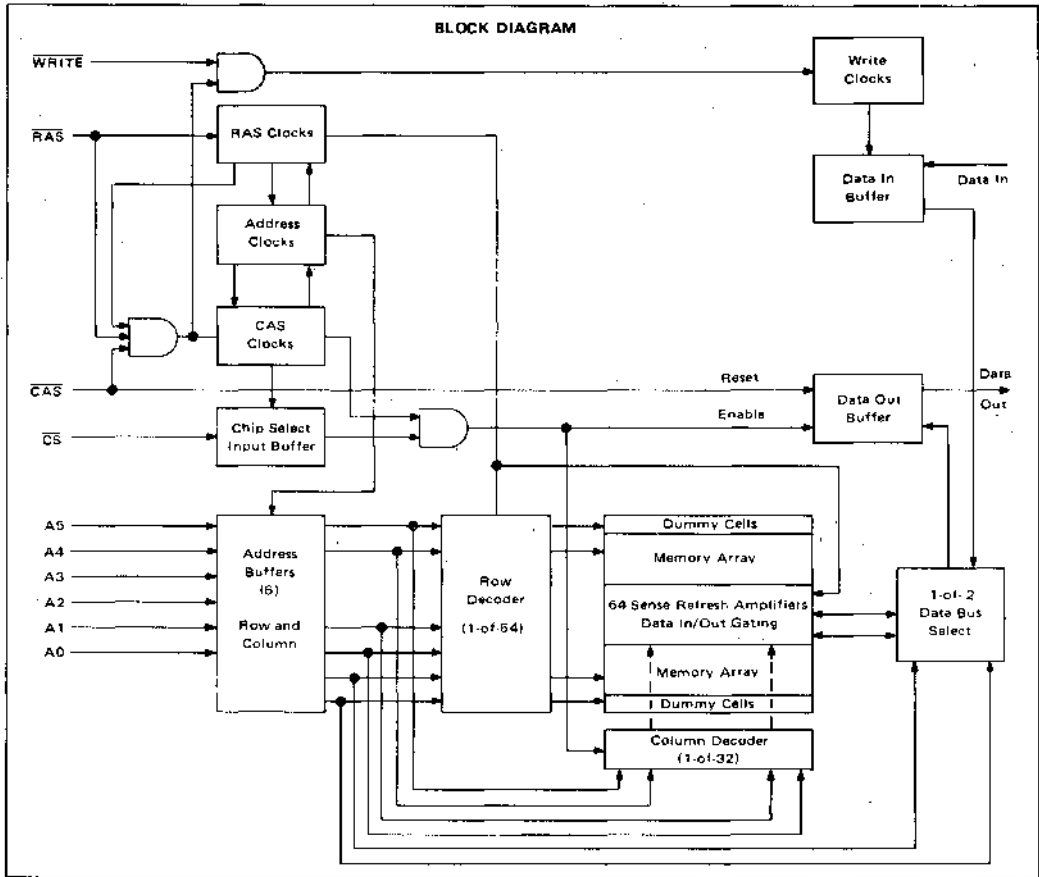 BLOCK DIAGRAM
WRITE
Write
Clocks
RAS
RAS Clocks
Data In
Buffer
Data In
Address
Clocks
CAS
Clocks
CAS
Reset
Data
Out
Data Out
Buffer
Enable
CS
Chip Select
Input Buffer
A5
A4
A3
A2
A1
A0
Address
Buffers
(6)
Row and
Column
Row
Decoder
(1-of-64)
Dummy Cells
Memory Array
64 Sense Refresh Amplifiers
Data In/Out Gating
Memory Array
Dummy Cells
1-of-2
Data Bus
Select
Column Decoder
(1-of-32)